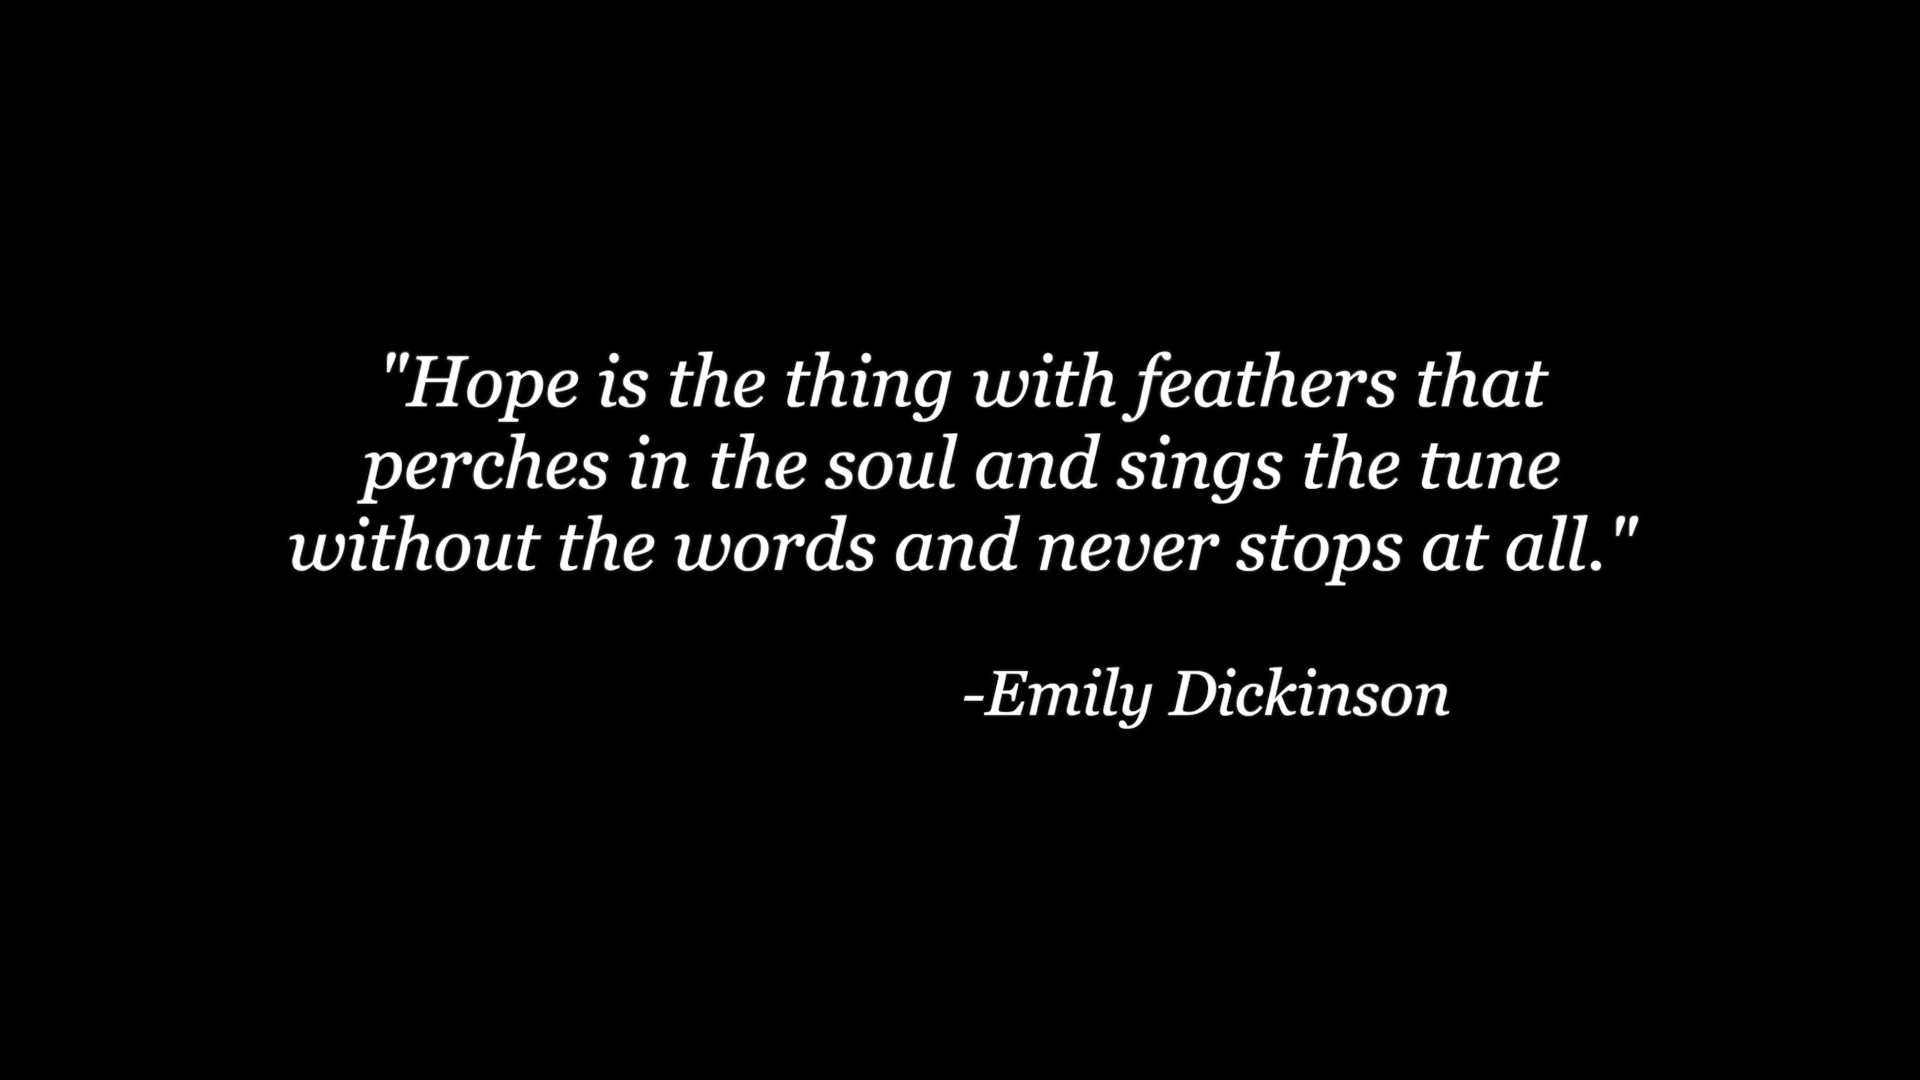 "Hope is the thing with feathers that
perches in the soul and sings the tune
without the words and never stops at all."
-Emily Dickinson